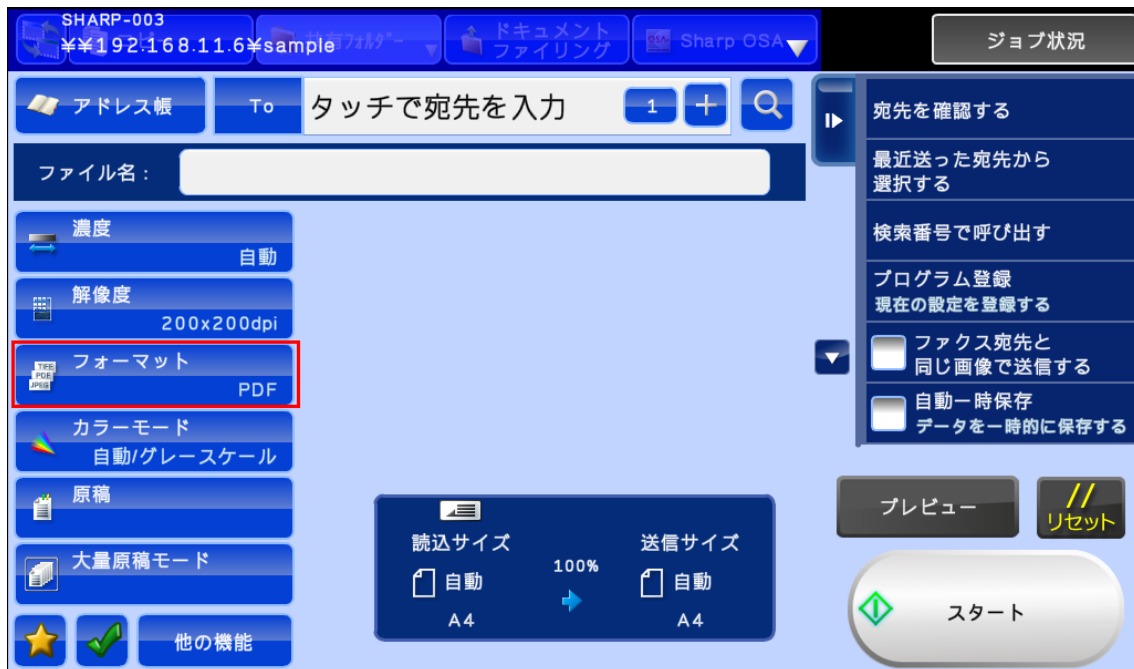 SHARP-003
¥¥192.168.11.6¥sample
ドキュメント
ファイリング
Sharp OSA
ジョブ状況
アドレス帳
To
タッチで宛先を入力
1
+
ファイル名：
濃度
自動
解像度
200x200dpi
TIFF
PDF
JPEG
フォーマット
PDF
カラーモード
自動/グレースケール
原稿
大量原稿モード
他の機能
読込サイズ
自動
A4
100%
送信サイズ
自動
A4
宛先を確認する
最近送った宛先から
選択する
検索番号で呼び出す
プログラム登録
現在の設定を登録する
ファクス宛先と
同じ画像で送信する
自動一時保存
データを一時的に保存する
プレビュー
リセット
スタート